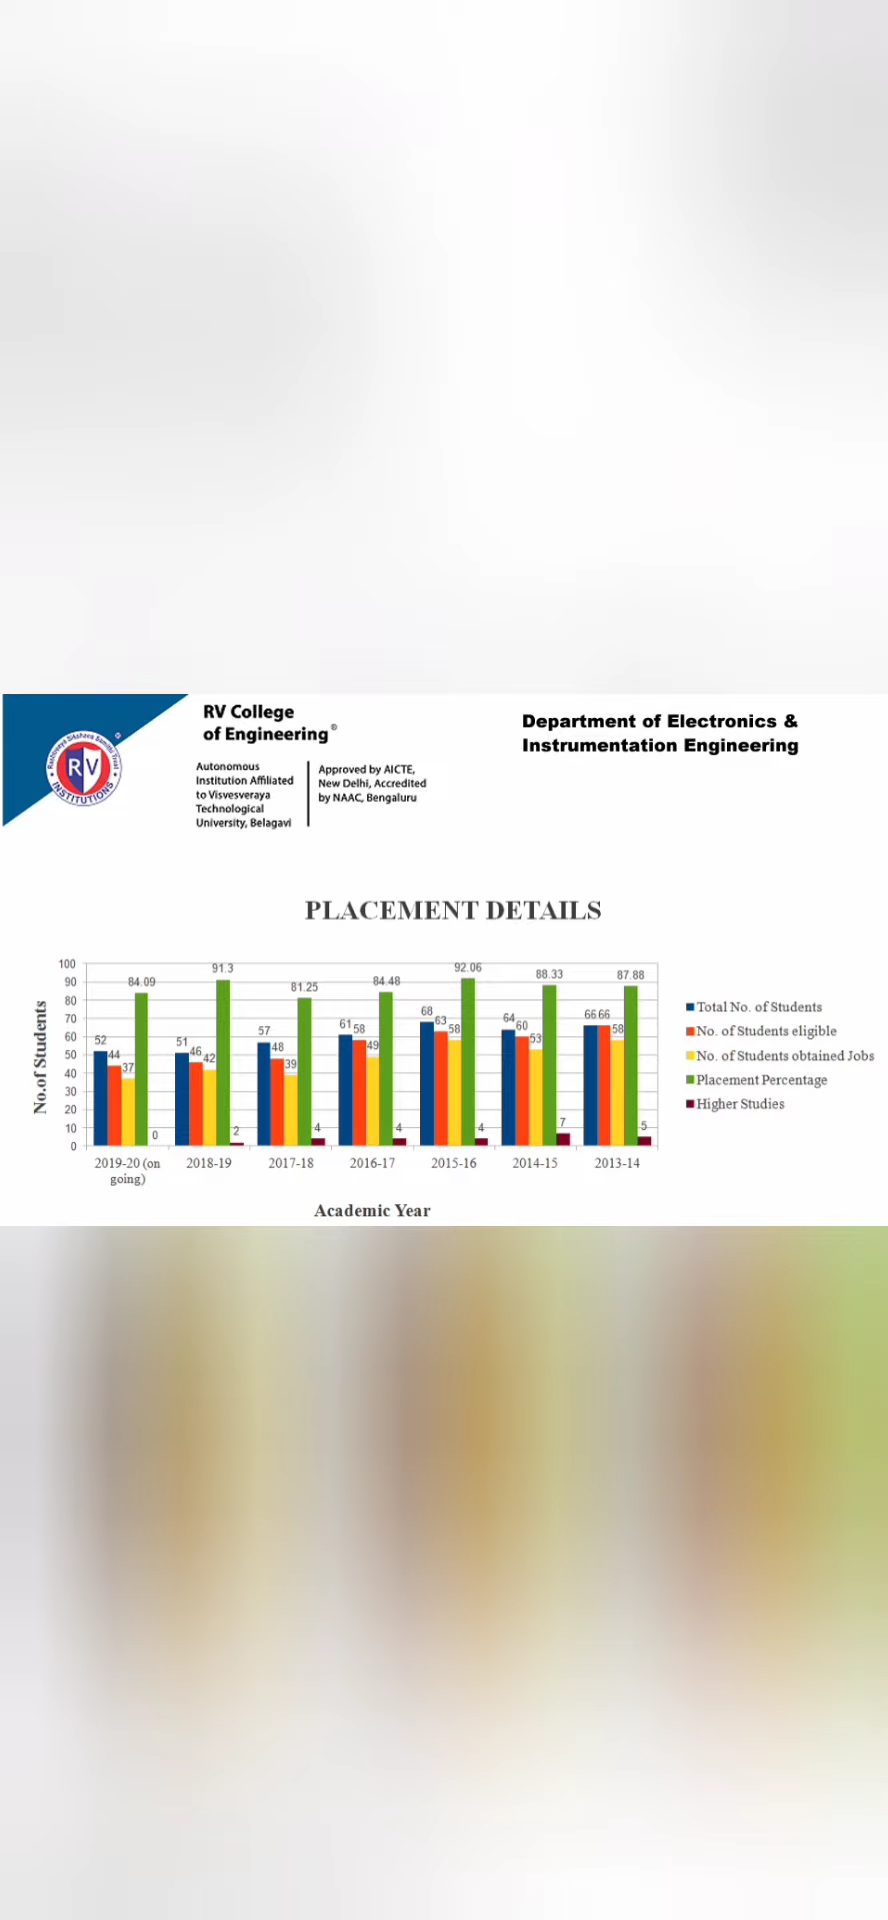 RV College
of Engineering®
Autonomous
Institution Affiliated
to Visvesveraya
Technological
University, Belagavi
Approved by AICTE,
New Delhi, Accredited
by NAAC, Bengaluru
Department of Electronics &
Instrumentation Engineering
RV
INSTITUTIONS
PLACEMENT DETAILS
No.of Students
100
90
80
70
60
50
40
30
20
10
0
52 44 37 84.09 0
51 46 42 91.3 2
57 48 39 81.25 4
61 58 49 84.48 4
68 63 58 92.06 4
64 60 53 88.33 7
66 66 58 87.88 5
2019-20 (on
going)
2018-19
2017-18
2016-17
2015-16
2014-15
2013-14
Academic Year
Total No. of Students
No. of Students eligible
No. of Students obtained Jobs
Placement Percentage
Higher Studies